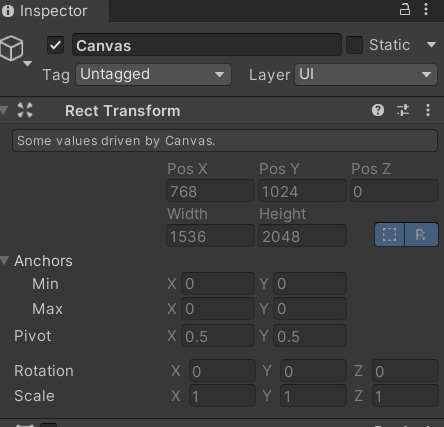 Inspector
Canvas
Static
Tag Untagged Layer UI
Rect Transform
Some values driven by Canvas.
Pos X Pos Y Pos Z
768 1024 0
Width Height
1536 2048 R
Anchors
Min X 0 Y 0
Max X 0 Y 0
Pivot X 0.5 Y 0.5
Rotation X 0 Y 0 Z 0
Scale X 1 Y 1 Z 1